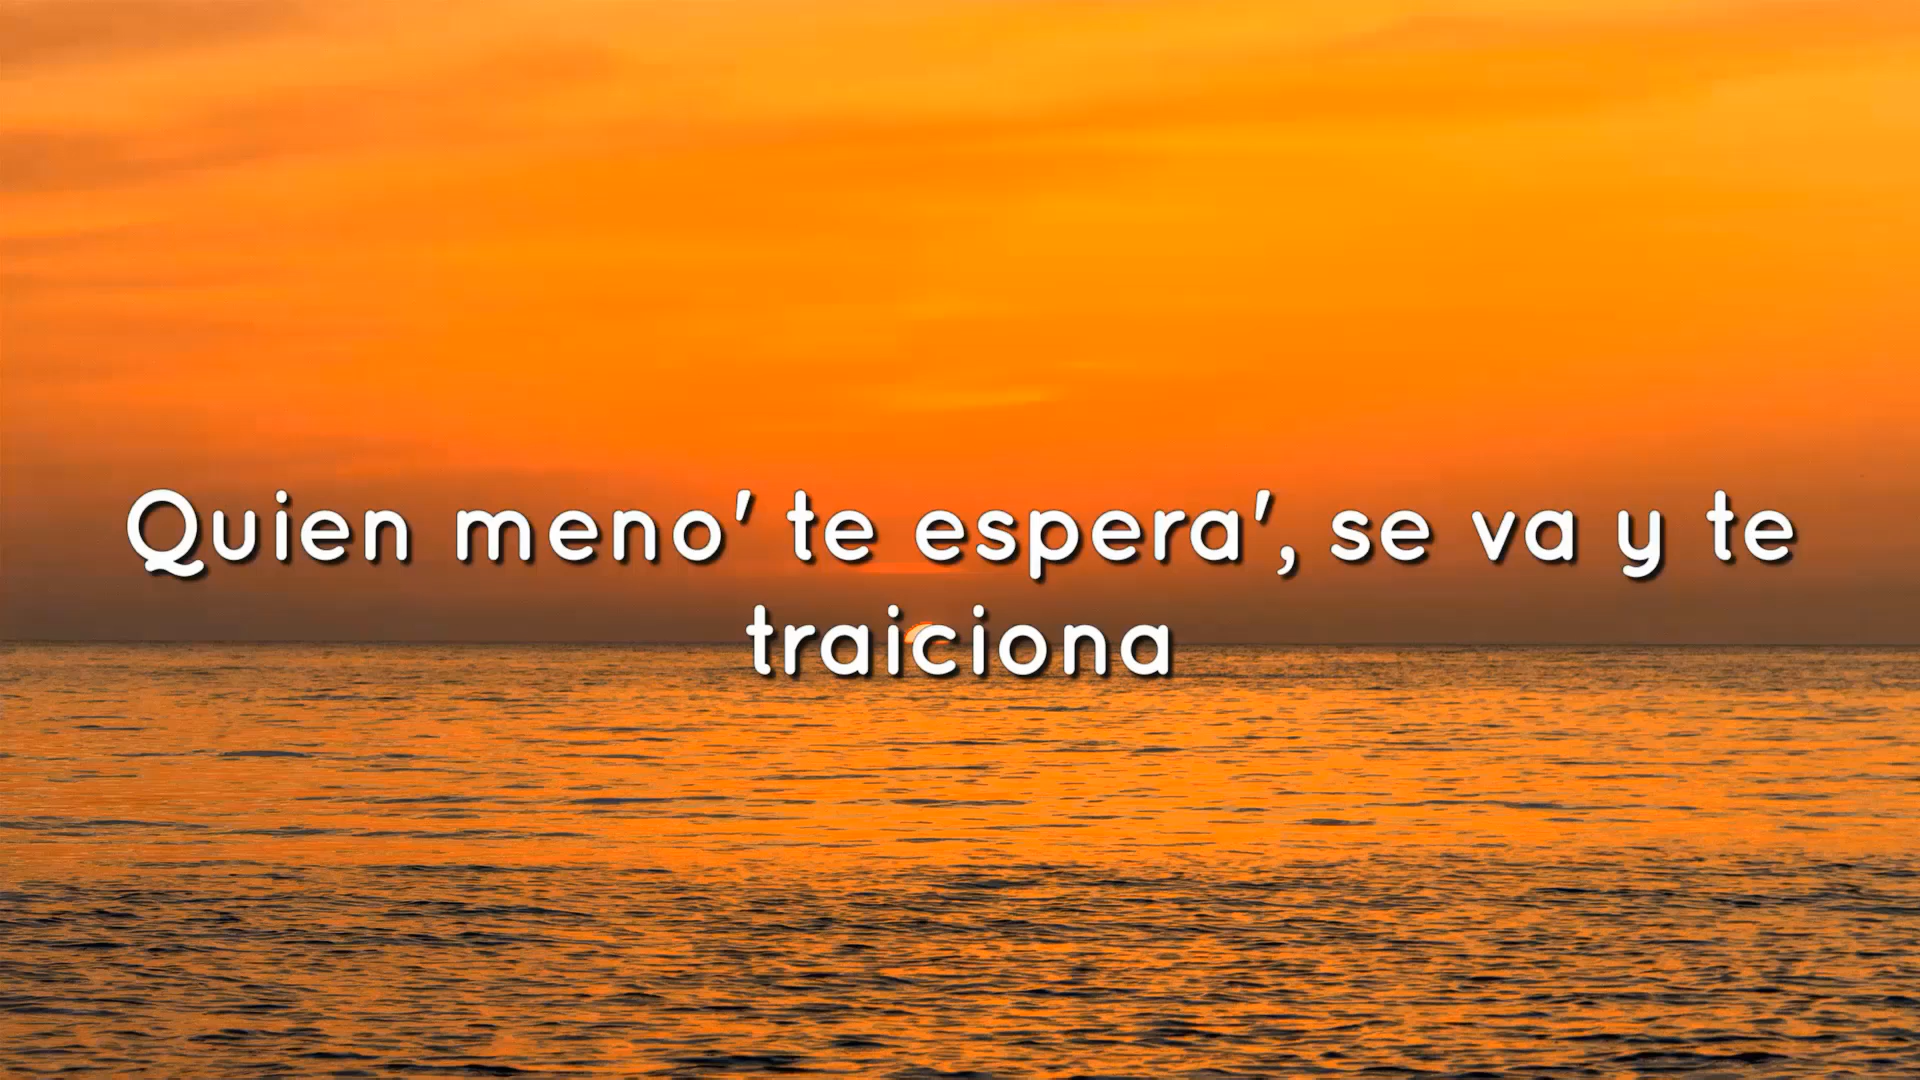 Quien meno' te espera', se va y te
traiciona